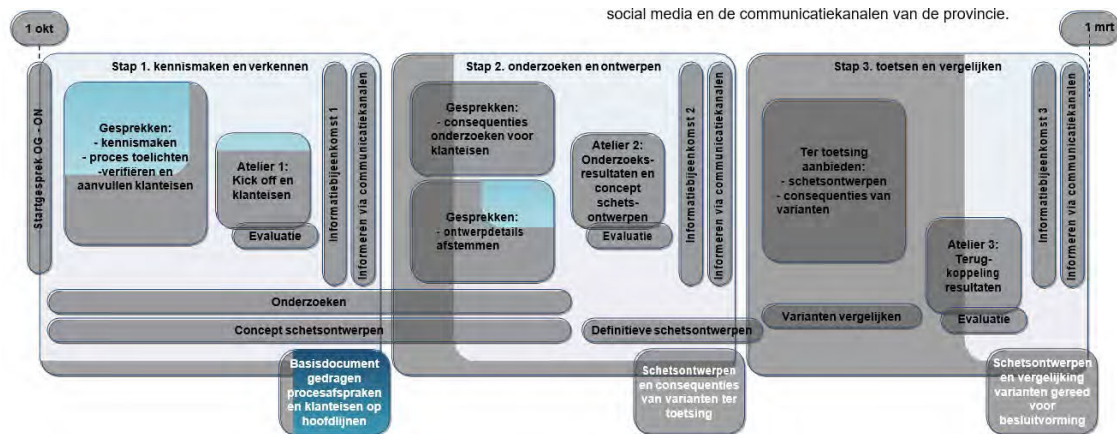 social media en de communicatiekanalen van de provincie.
1 okt
1 mrt
Startgesprek OG - ON
Stap 1. kennismaken en verkennen
Gesprekken:
- kennismaken
- proces toelichten
-verifiëren en
aanvullen klanteisen
Atelier 1:
Kick off en
klanteisen
Evaluatie
Informatiebijeenkomst 1
Informeren via communicatiekanalen
Stap 2. onderzoeken en ontwerpen
Gesprekken:
- consequenties
onderzoeken voor
klanteisen
Gesprekken:
- ontwerpdetails
afstemmen
Atelier 2:
Onderzoeks-
resultaten en
concept
schets-
ontwerpen
Evaluatie
Informatiebijeenkomst 2
Informeren via communicatiekanalen
Stap 3. toetsen en vergelijken
Ter toetsing
aanbieden:
- schetsontwerpen
- consequenties van
varianten
Atelier 3:
Terug-
koppeling
resultaten
Evaluatie
Informatiebijeenkomst 3
Informeren via communicatiekanalen
Onderzoeken
Concept schetsontwerpen
Definitieve schetsontwerpen
Varianten vergelijken
Basisdocument
gedragen
procesafspraken
en klanteisen op
hoofdlijnen
Schetsontwerpen
en consequenties
van varianten ter
toetsing
Schetsontwerpen
en vergelijking
varianten gereed
voor
besluitvorming